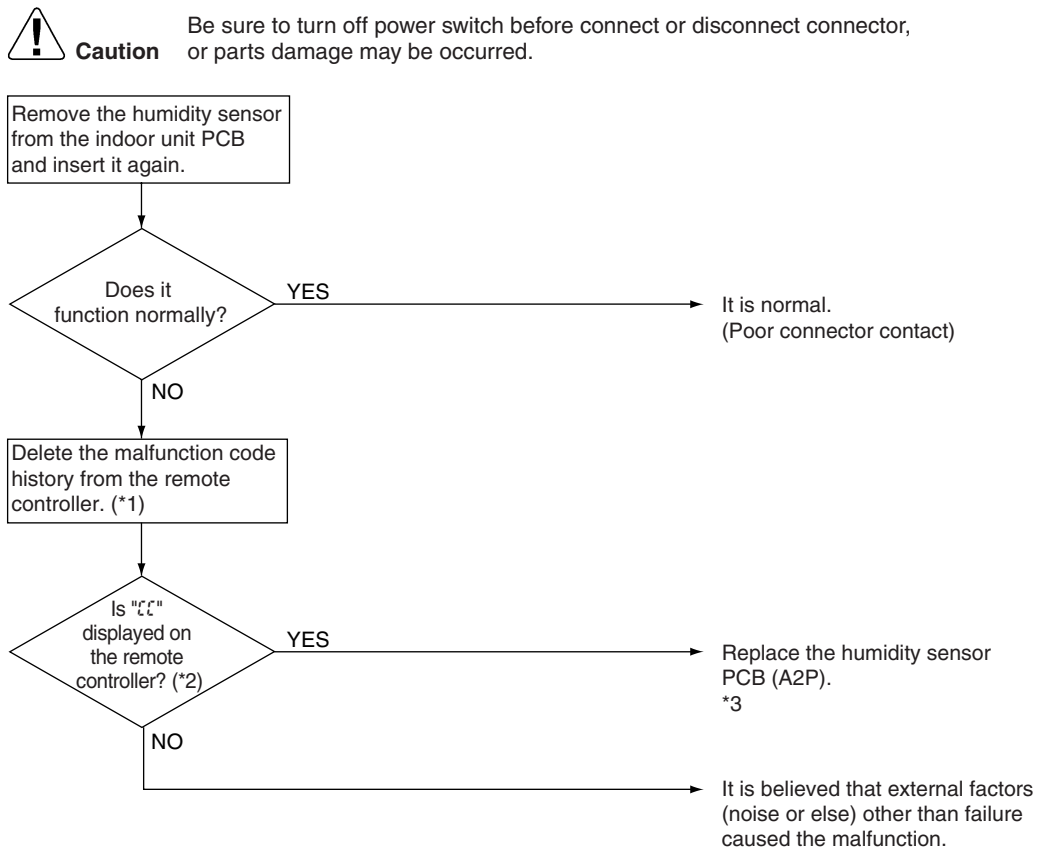 Caution
Be sure to turn off power switch before connect or disconnect connector,
or parts damage may be occurred.
Remove the humidity sensor
from the indoor unit PCB
and insert it again.
Does it
function normally?
YES
It is normal.
(Poor connector contact)
NO
Delete the malfunction code
history from the remote
controller. (*1)
Is "CC"
displayed on
the remote
controller? (*2)
YES
Replace the humidity sensor
PCB (A2P).
*3
NO
It is believed that external factors
(noise or else) other than failure
caused the malfunction.